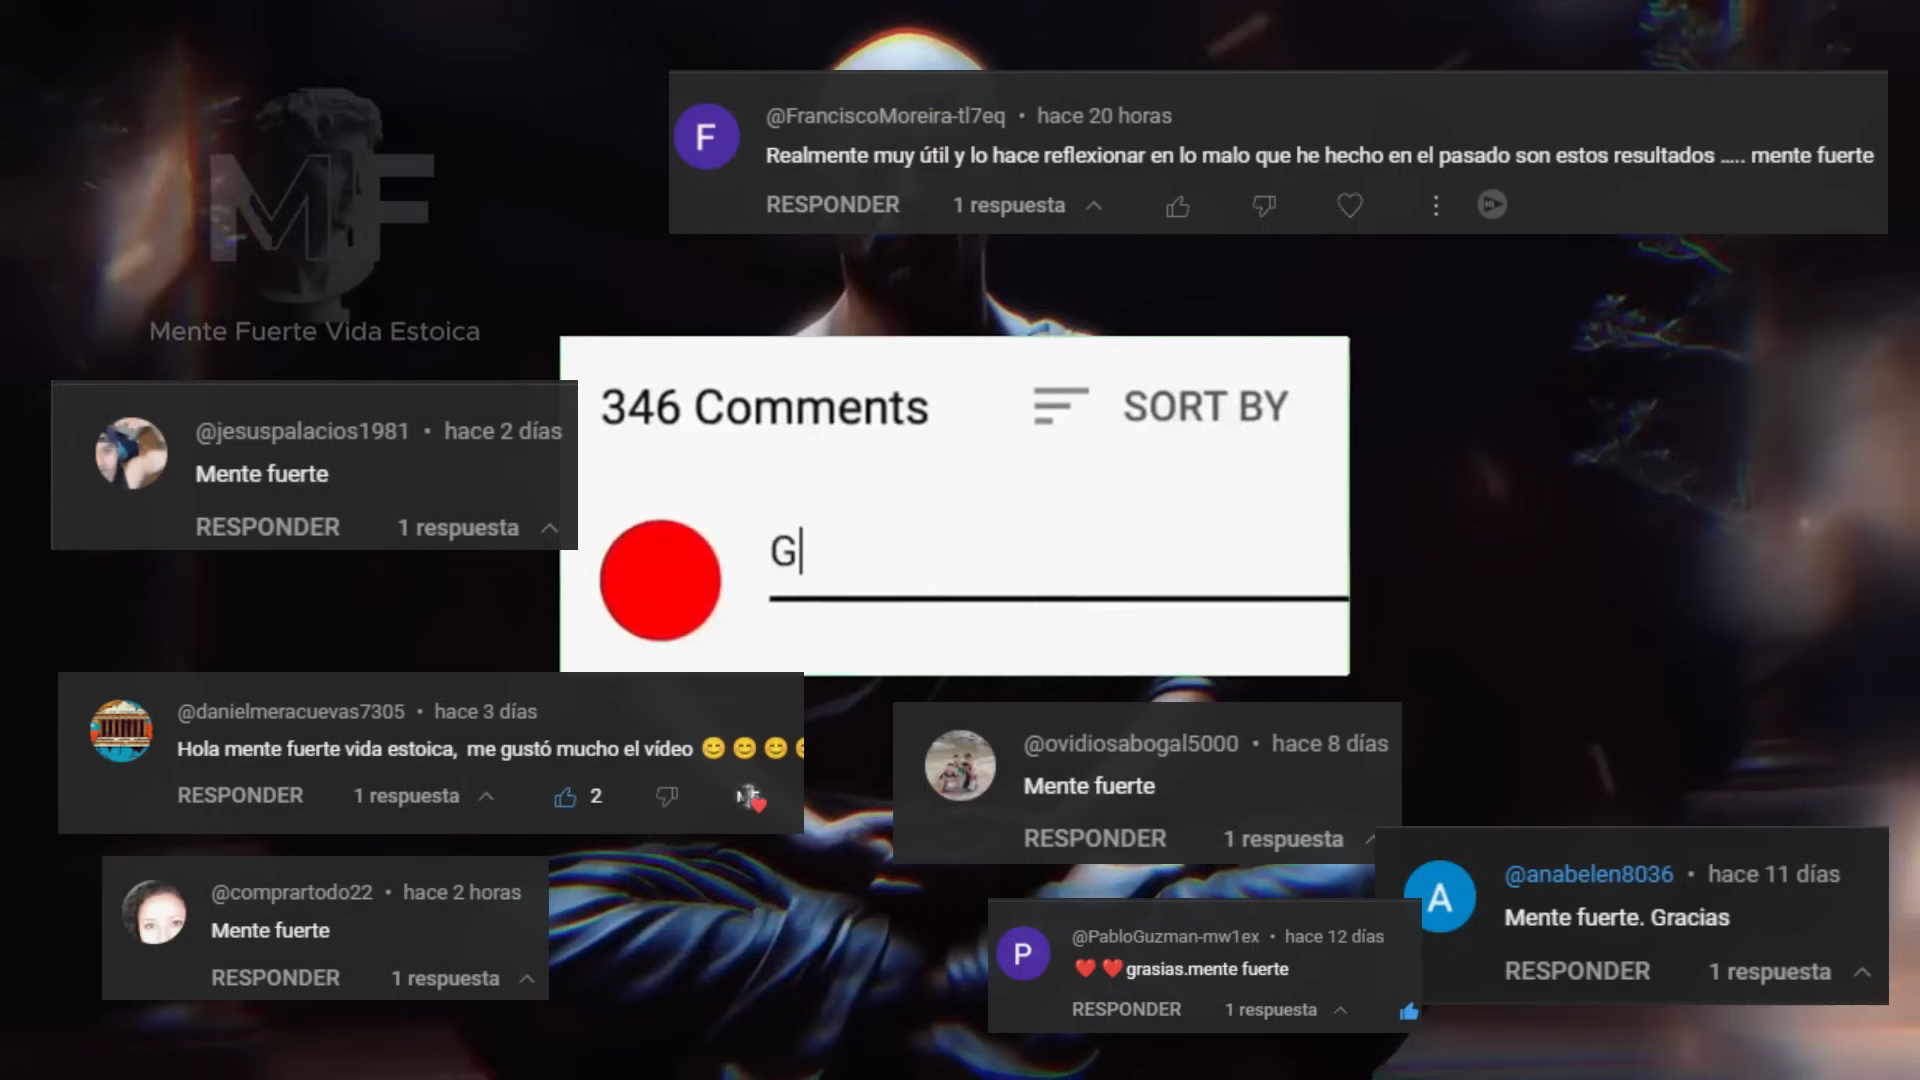 MF
Mente Fuerte Vida Estoica
F
@FranciscoMoreira-tl7eq • hace 20 horas
Realmente muy útil y lo hace reflexionar en lo malo que he hecho en el pasado son estos resultados ..... mente fuerte
RESPONDER 1 respuesta
@jesuspalacios1981 • hace 2 días
Mente fuerte
RESPONDER 1 respuesta
346 Comments SORT BY
G
@danielmeracuevas7305 • hace 3 días
Hola mente fuerte vida estoica, me gustó mucho el vídeo 😊 😊 😊
RESPONDER 1 respuesta 2
@ovidiosabogal5000 • hace 8 días
Mente fuerte
RESPONDER 1 respuesta
@comprartodo22 • hace 2 horas
Mente fuerte
RESPONDER 1 respuesta
P
@PabloGuzman-mw1ex • hace 12 días
❤️ ❤️grasias.mente fuerte
RESPONDER 1 respuesta
A
@anabelen8036 • hace 11 días
Mente fuerte. Gracias
RESPONDER 1 respuesta